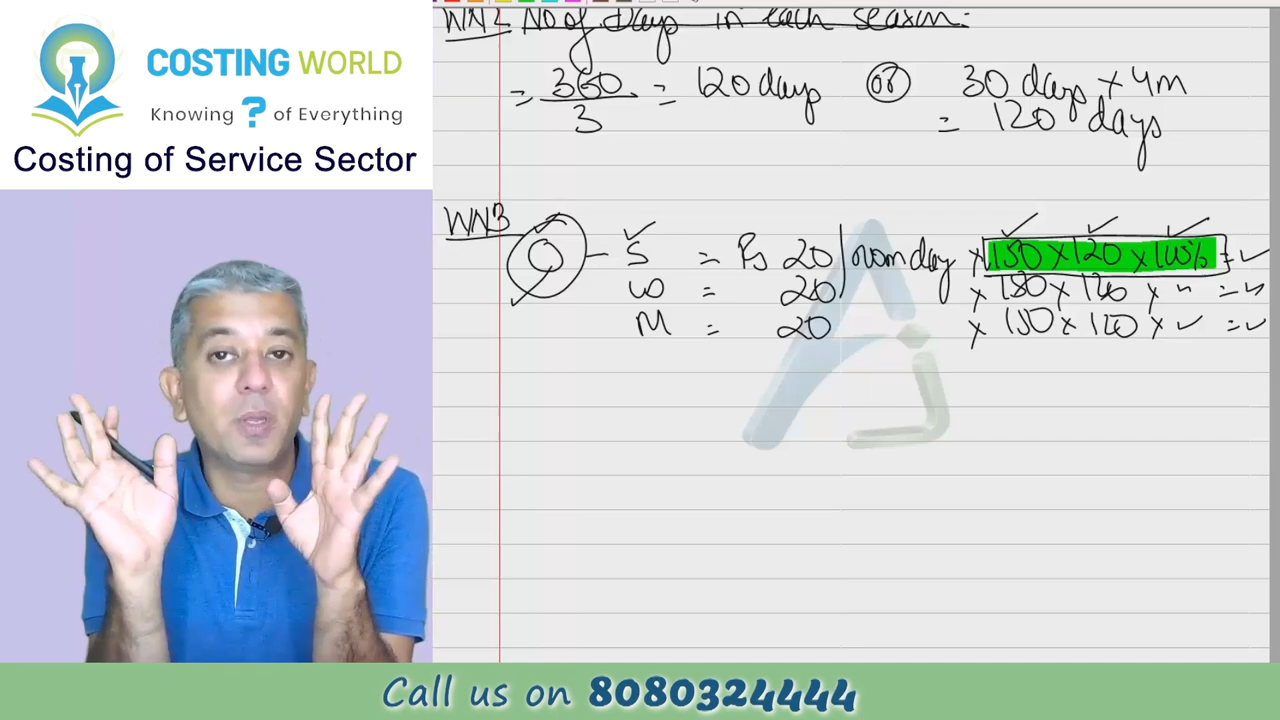 COSTING WORLD
Knowing ? of Everything
Costing of Service Sector
WN2 No of days in each season:-
= 360 / 3 = 120 days or 30 days x 4m
= 120 days
WN3
O - S = Rs 20/room day x 150 x 120 x 100% = ✓
W = 20 x 150 x 120 x " = ✓
M = 20 x 150 x 120 x ✓ = ✓
Call us on 8080324444